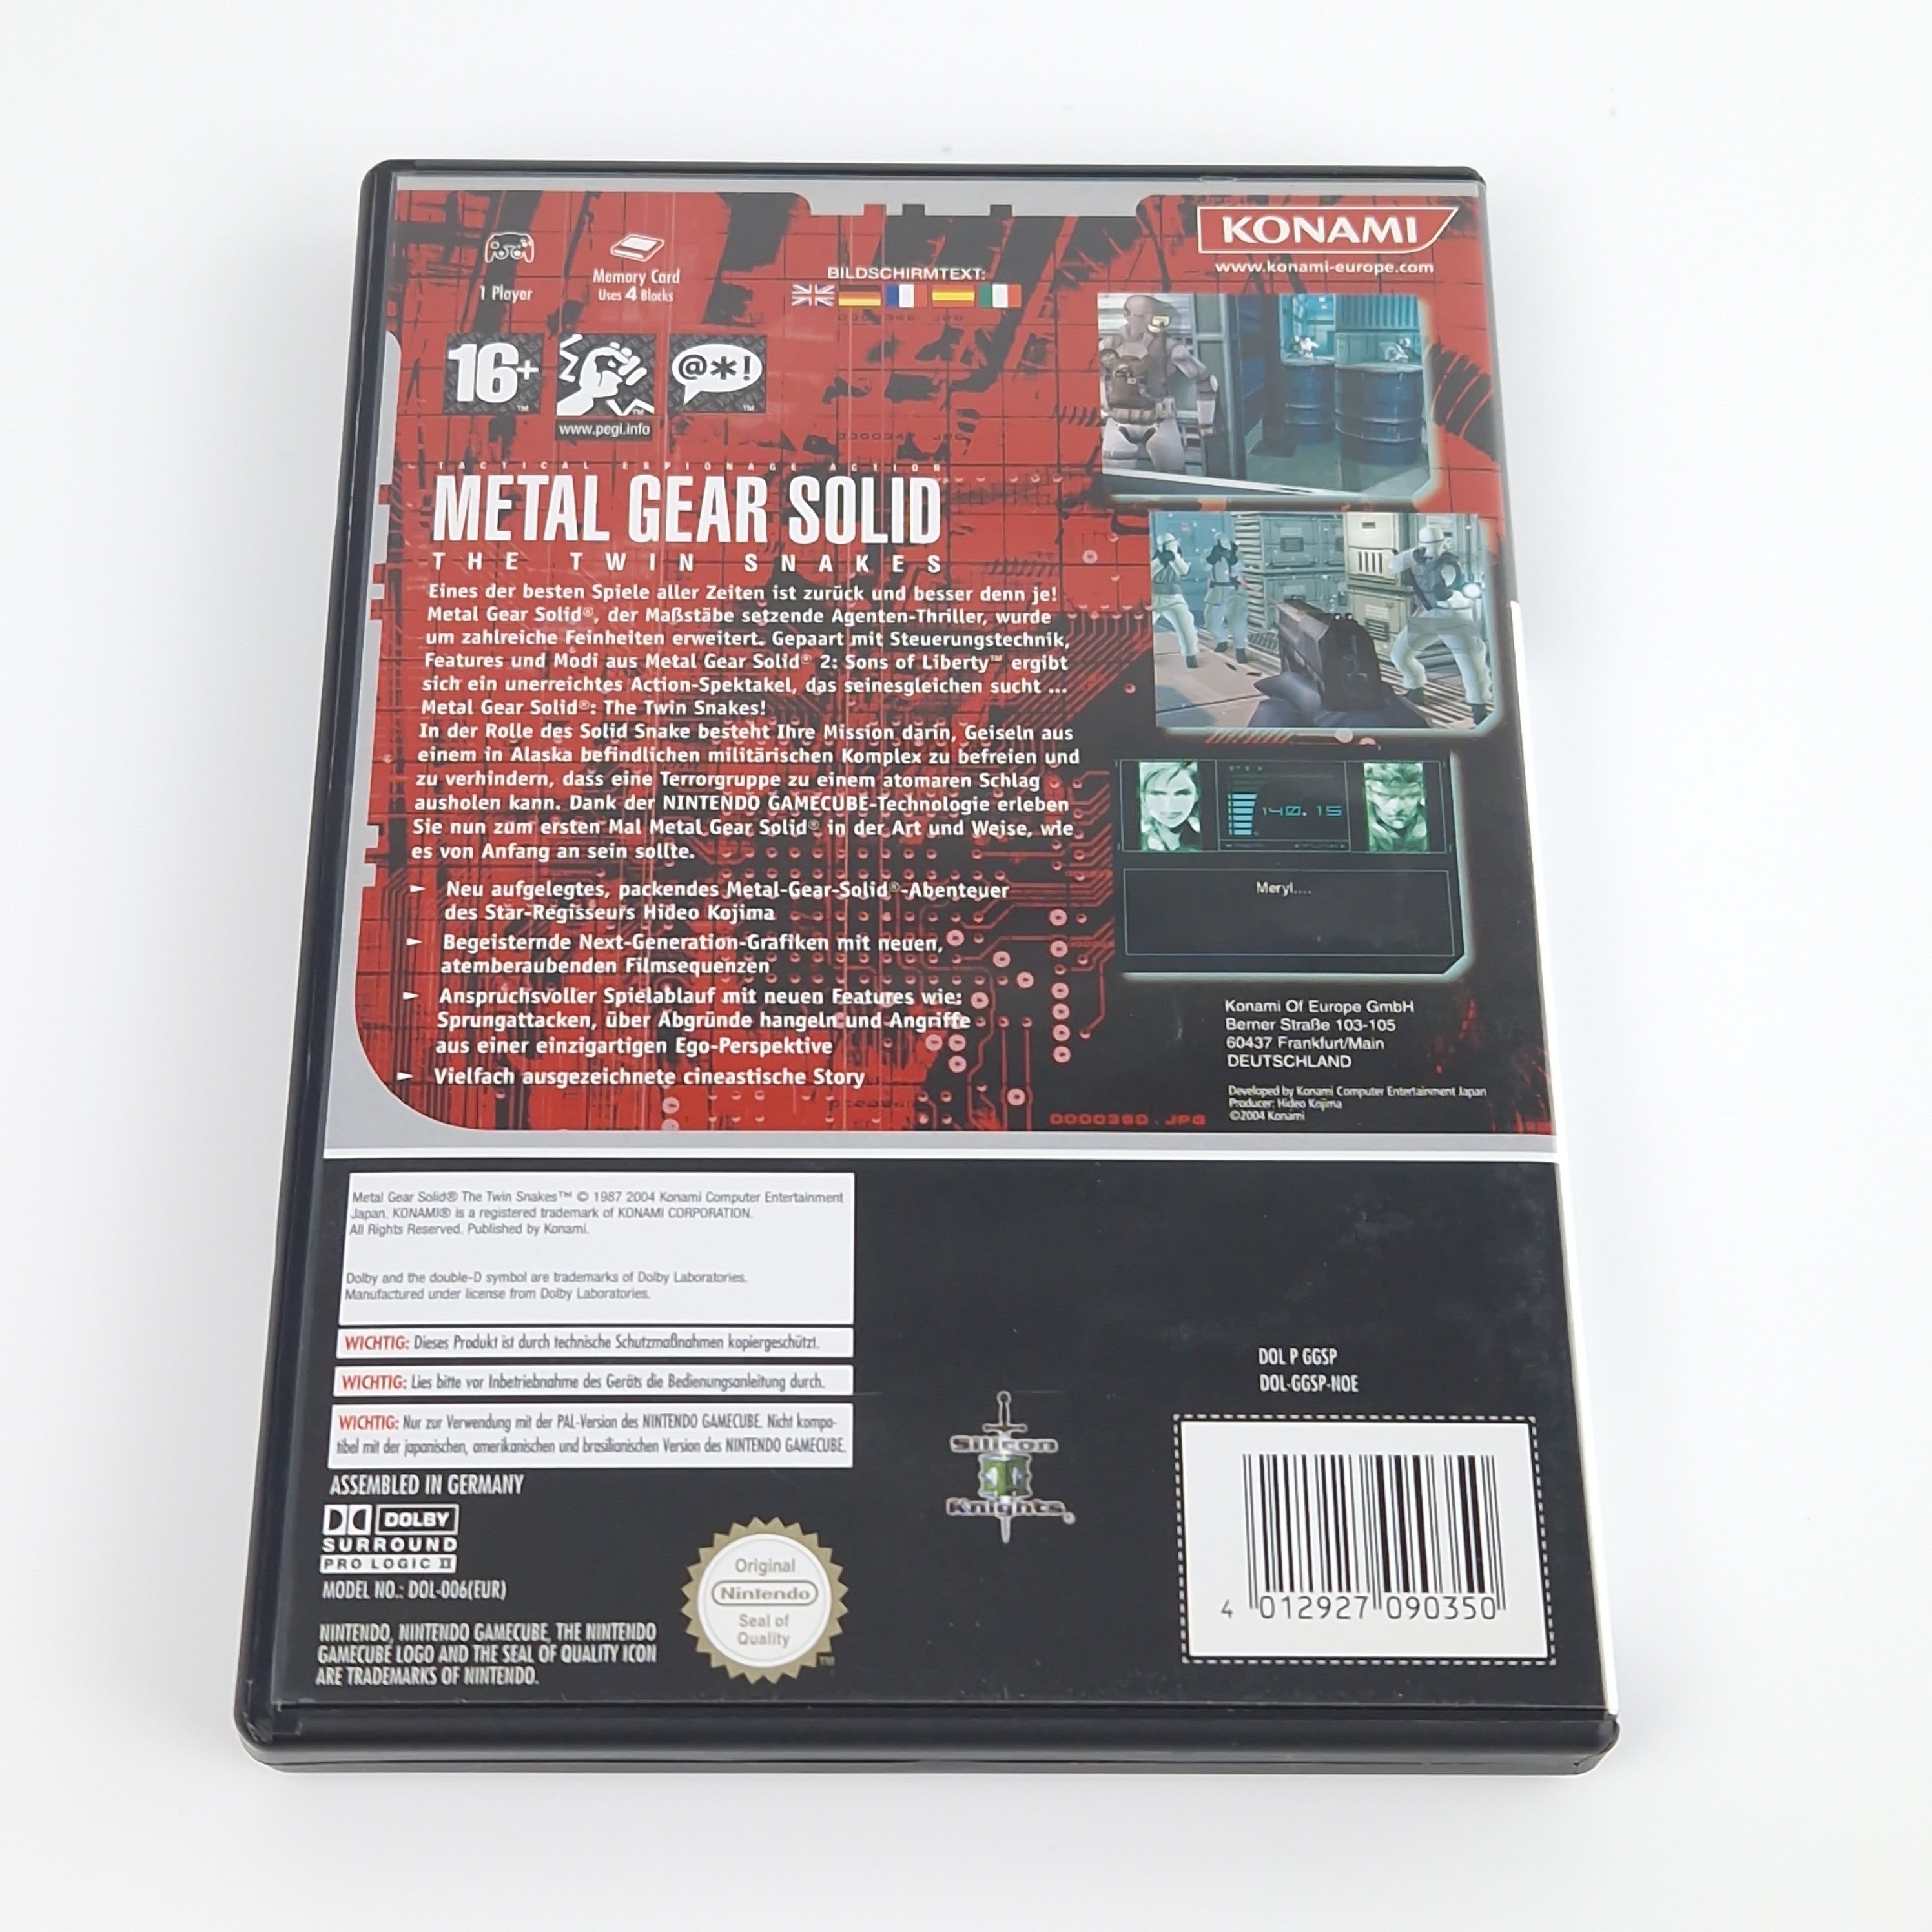 KONAMI
www.konami-europe.com
1 Player
Memory Card
Uses 4 Blocks
BILDSCHIRMTEXT:
16+
TM
TM
@*!
TM
www.pegi.info
TACTICAL ESPIONAGE ACTION
METAL GEAR SOLID
THE TWIN SNAKES
Eines der besten Spiele aller Zeiten ist zurück und besser denn je!
Metal Gear Solid®, der Maßstäbe setzende Agenten-Thriller, wurde
um zahlreiche Feinheiten erweitert. Gepaart mit Steuerungstechnik,
Features und Modi aus Metal Gear Solid® 2: Sons of Liberty™ ergibt
sich ein unerreichtes Action-Spektakel, das seinesgleichen sucht ...
Metal Gear Solid®: The Twin Snakes!
In der Rolle des Solid Snake besteht Ihre Mission darin, Geiseln aus
einem in Alaska befindlichen militärischen Komplex zu befreien und
zu verhindern, dass eine Terrorgruppe zu einem atomaren Schlag
ausholen kann. Dank der NINTENDO GAMECUBE-Technologie erleben
Sie nun zum ersten Mal Metal Gear Solid® in der Art und Weise, wie
es von Anfang an sein sollte.
► Neu aufgelegtes, packendes Metal-Gear-Solid®-Abenteuer
des Star-Regisseurs Hideo Kojima
► Begeisternde Next-Generation-Grafiken mit neuen,
atemberaubenden Filmsequenzen
► Anspruchsvoller Spielablauf mit neuen Features wie:
Sprungattacken, über Abgründe hangeln und Angriffe
aus einer einzigartigen Ego-Perspektive
► Vielfach ausgezeichnete cineastische Story
140.15
Meryl....
Konami Of Europe GmbH
Berner Straße 103-105
60437 Frankfurt/Main
DEUTSCHLAND
Developed by Konami Computer Entertainment Japan
Producer: Hideo Kojima
©2004 Konami
0000380.JPG
Metal Gear Solid® The Twin Snakes™ © 1987 2004 Konami Computer Entertainment
Japan. KONAMI® is a registered trademark of KONAMI CORPORATION.
All Rights Reserved. Published by Konami.
Dolby and the double-D symbol are trademarks of Dolby Laboratories.
Manufactured under license from Dolby Laboratories.
WICHTIG: Dieses Produkt ist durch technische Schutzmaßnahmen kopiergeschützt.
WICHTIG: Lies bitte vor Inbetriebnahme des Geräts die Bedienungsanleitung durch.
WICHTIG: Nur zur Verwendung mit der PAL-Version des NINTENDO GAMECUBE. Nicht kompa-
tibel mit der japanischen, amerikanischen und brasilianischen Version des NINTENDO GAMECUBE.
ASSEMBLED IN GERMANY
DOLBY
SURROUND
PRO LOGIC II
MODEL NO.: DOL-006(EUR)
NINTENDO, NINTENDO GAMECUBE, THE NINTENDO
GAMECUBE LOGO AND THE SEAL OF QUALITY ICON
ARE TRADEMARKS OF NINTENDO.
Original
Nintendo
Seal of
Quality
TM
Silicon
Knights
DOL P GGSP
DOL-GGSP-NOE
4 012927 090350